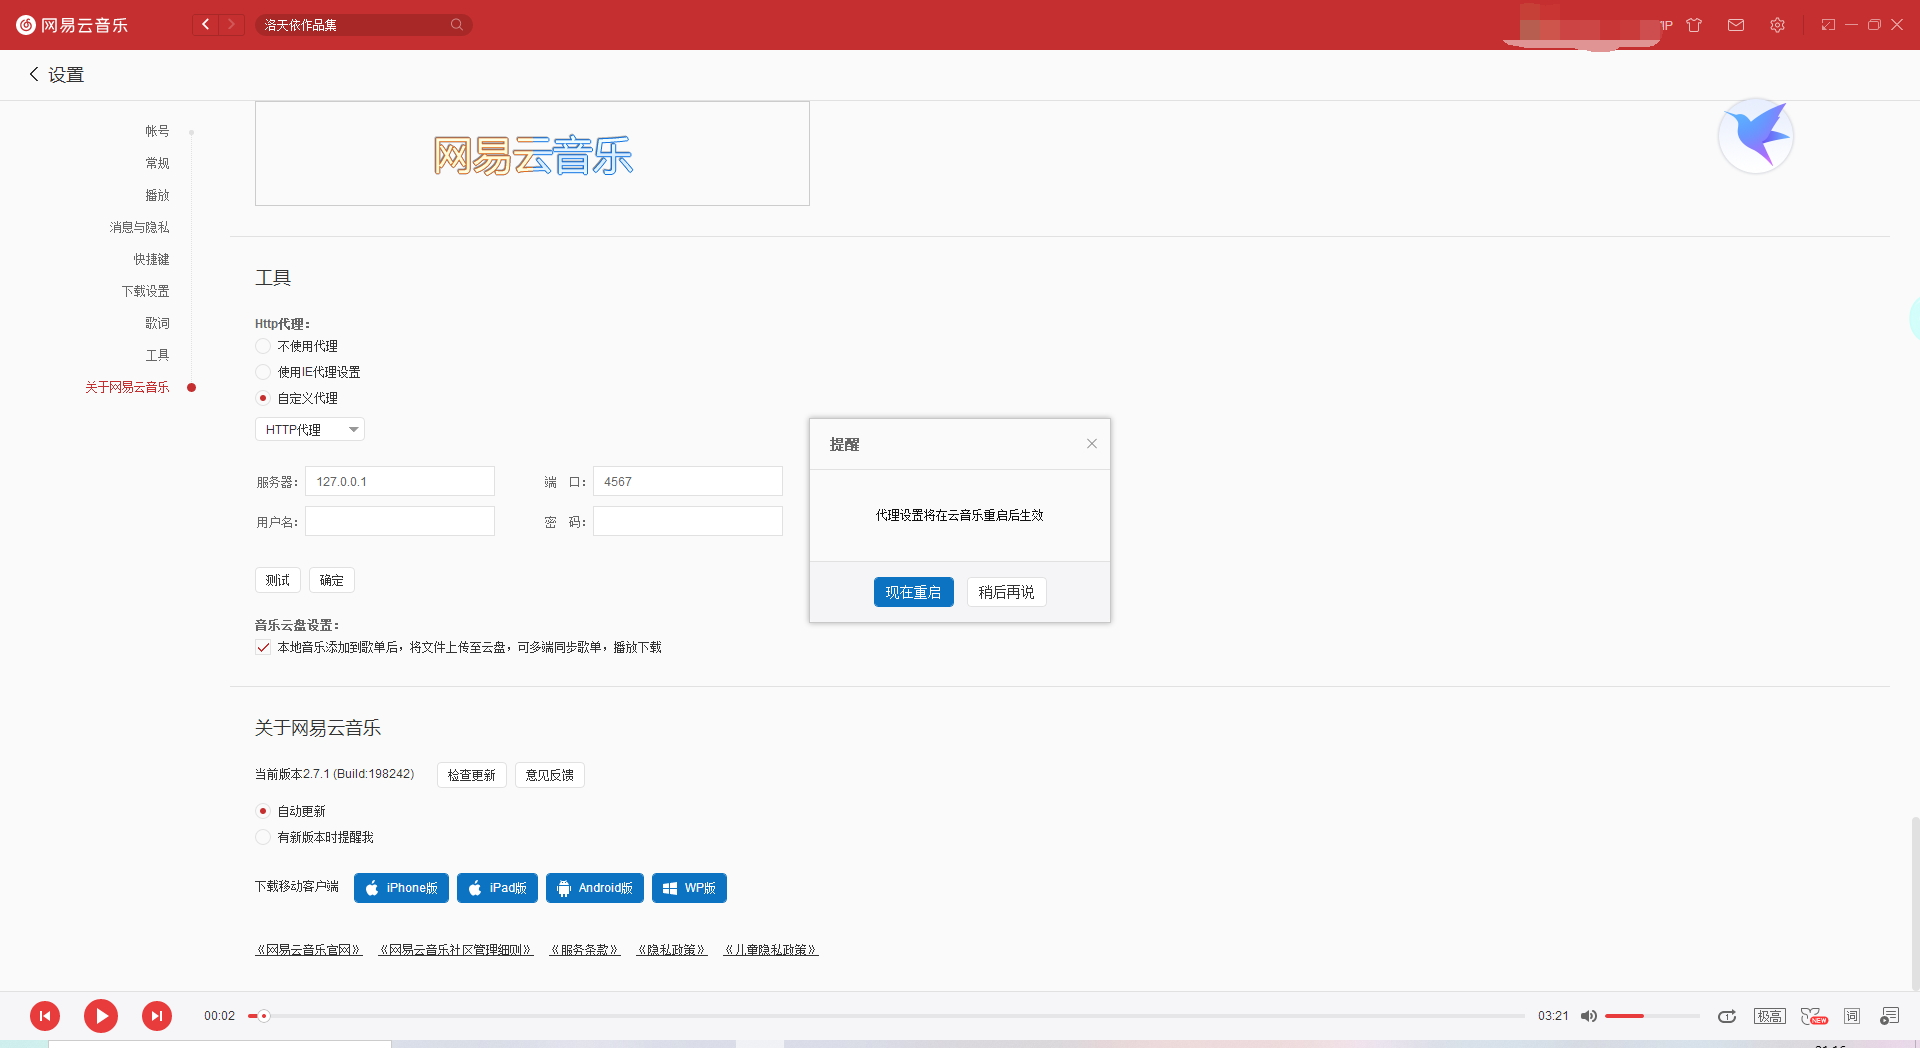 网易云音乐
洛天依作品集
设置
网易云音乐
帐号
常规
播放
消息与隐私
快捷键
下载设置
歌词
工具
关于网易云音乐
工具
Http代理：
不使用代理
使用IE代理设置
自定义代理
HTTP代理
服务器： 127.0.0.1 端 口： 4567
用户名： 密 码：
测试 确定
音乐云盘设置：
本地音乐添加到歌单后，将文件上传至云盘，可多端同步歌单，播放下载
提醒
代理设置将在云音乐重启后生效
现在重启 稍后再说
关于网易云音乐
当前版本2.7.1 (Build:198242) 检查更新 意见反馈
自动更新
有新版本时提醒我
下载移动客户端 iPhone版 iPad版 Android版 WP版
《网易云音乐官网》 《网易云音乐社区管理细则》 《服务条款》 《隐私政策》 《儿童隐私政策》
00:02 03:21 1 极高 NEW 词